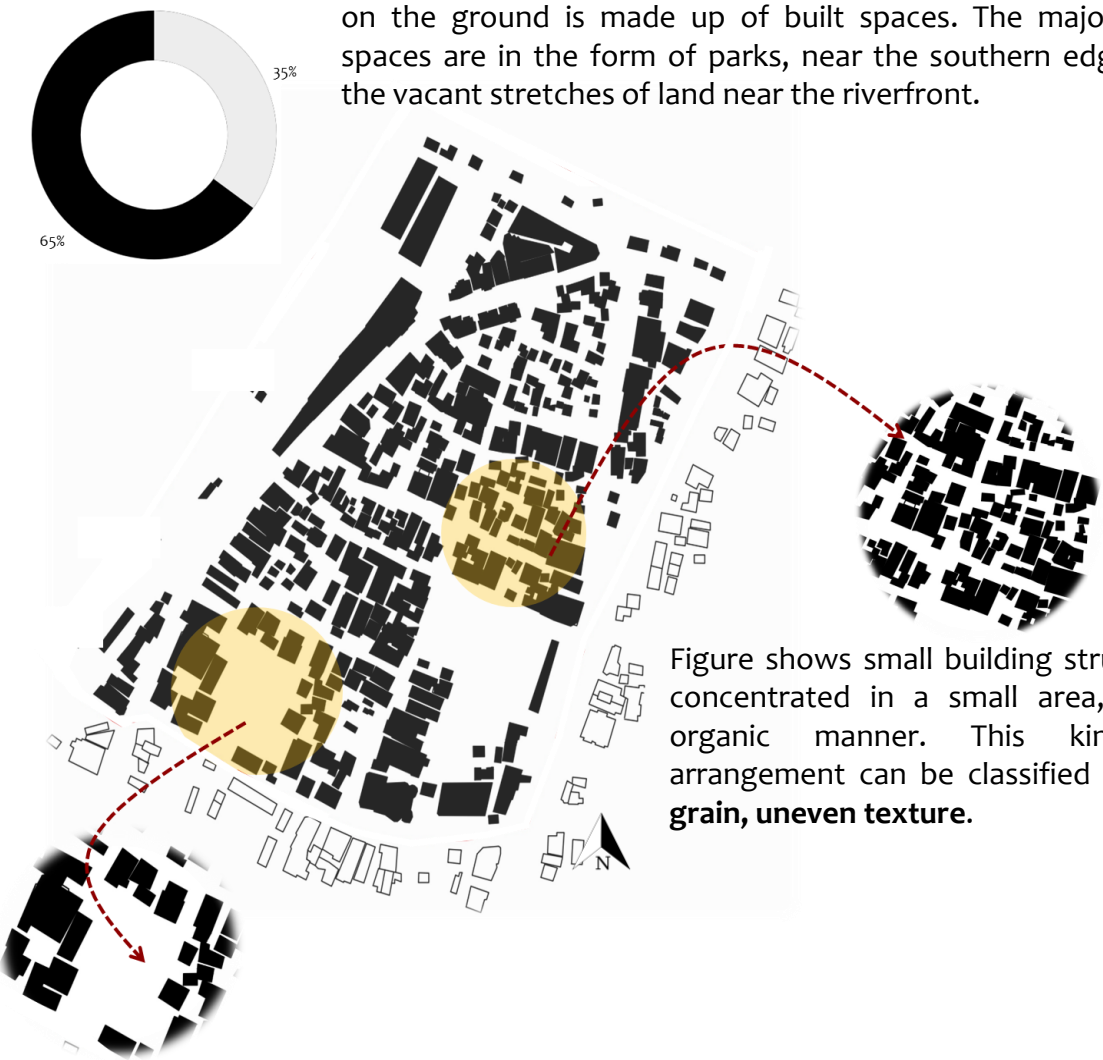 on the ground is made up of built spaces. The major
spaces are in the form of parks, near the southern edg
the vacant stretches of land near the riverfront.
35%
65%
Figure shows small building stru
concentrated in a small area,
organic manner. This kin
arrangement can be classified
grain, uneven texture.
N